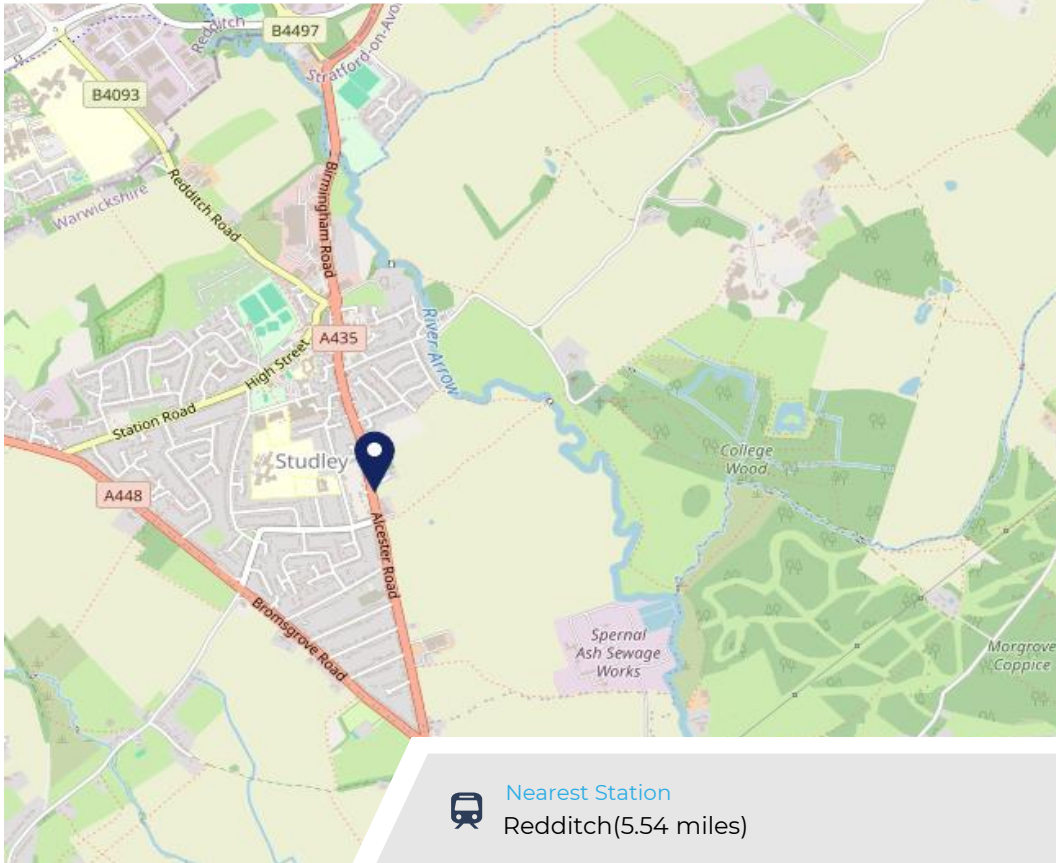 B4497
Redditch
Stratford-on-Avo
B4093
Redditch Road
Warwickshire
Birmingham Road
River Arrow
A435
High Street
Station Road
Studley
College
Wood
A448
Alcester Road
Bromsgrove Road
Spernal
Ash Sewage
Works
Morgrove
Coppice
Nearest Station
Redditch(5.54 miles)